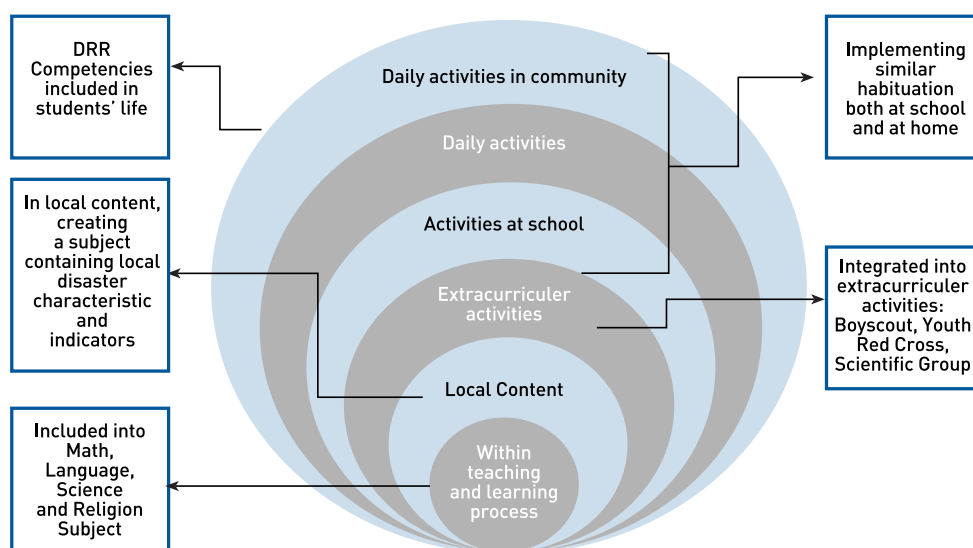 DRR
Competencies
included in
students' life
In local content,
creating
a subject
containing local
disaster
characteristic
and
indicators
Included into
Math,
Language,
Science
and Religion
Subject
Daily activities in community
Daily activities
Activities at school
Extracurriculer
activities
Local Content
Within
teaching
and learning
process
Implementing
similar
habituation
both at school
and at home
Integrated into
extracurriculer
activities:
Boyscout, Youth
Red Cross,
Scientific Group